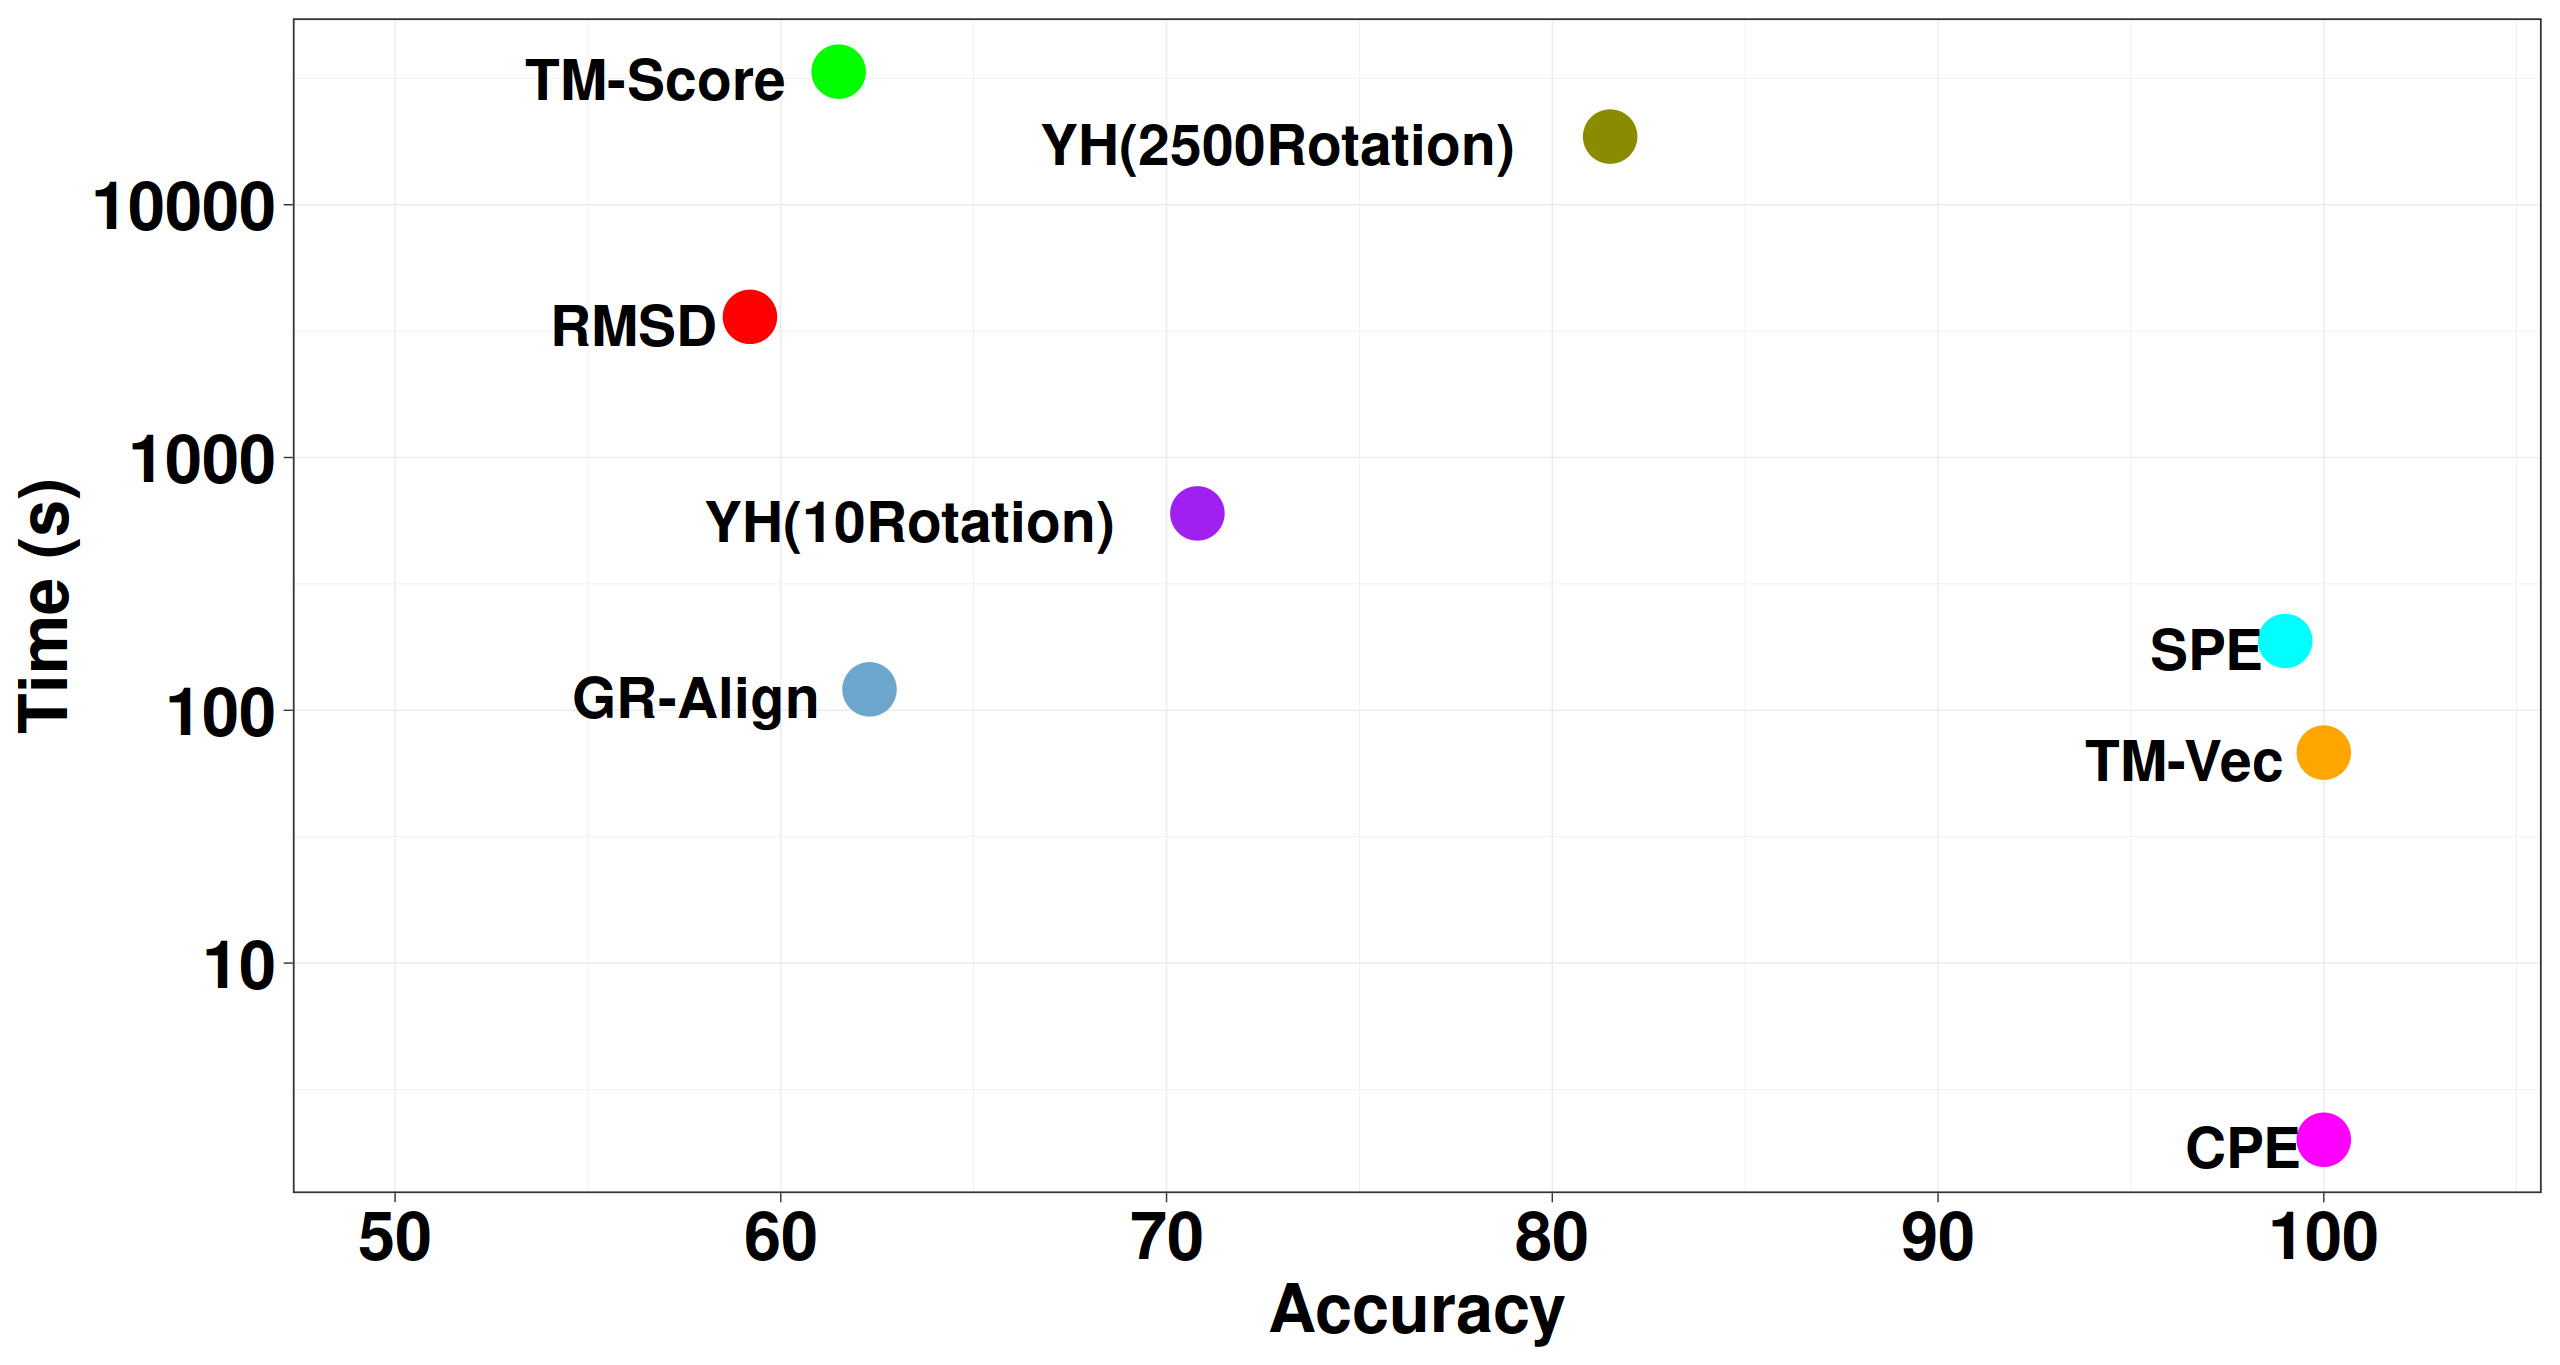 TM-Score
YH(2500Rotation)
10000
RMSD
1000
YH(10Rotation)
Time (s)
SPE
GR-Align
100
TM-Vec
10
CPE
50 60 70 80 90 100
Accuracy